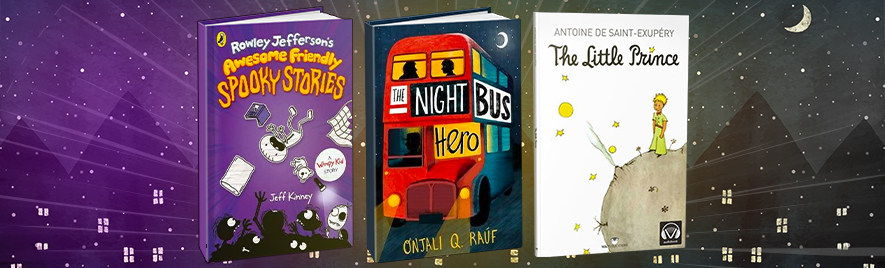 Rowley Jefferson's
Awesome Friendly
SPOOKY STORIES
A
Wimpy Kid
STORY
Jeff Kinney
THE
NIGHT
BUS
Hero
ONJALI Q. RAÚF
ANTOINE DE SAINT-EXUPÉRY
The Little Prince